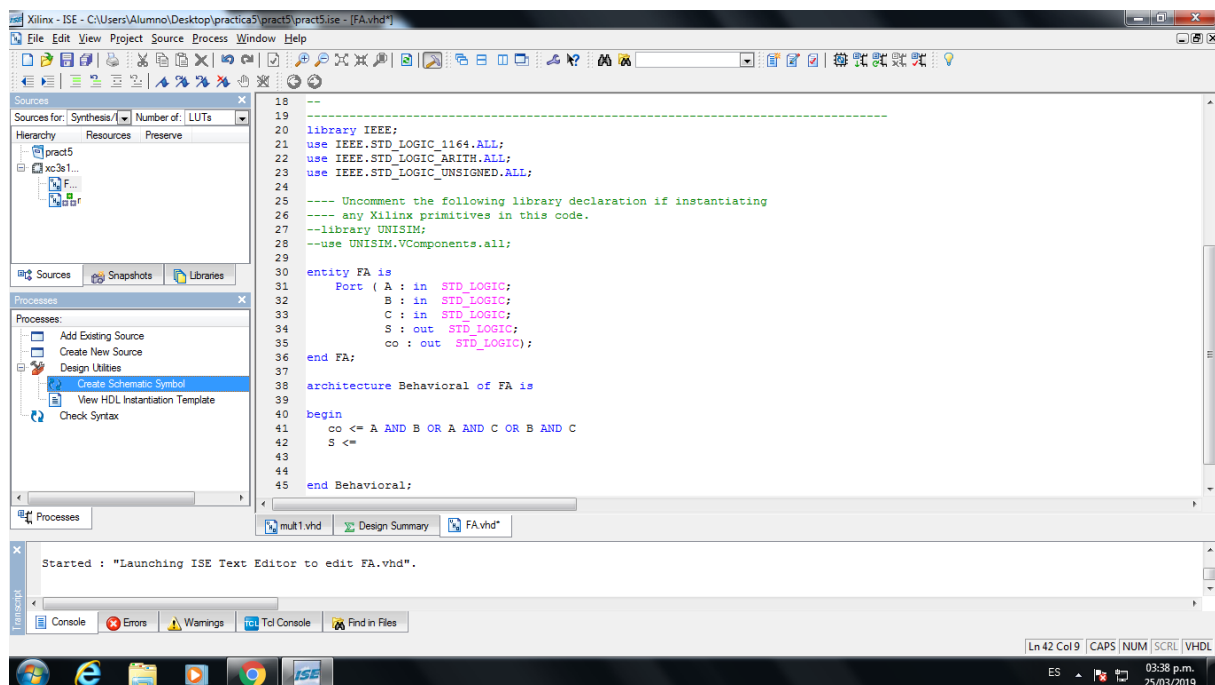 Xilinx - ISE - C:\Users\Alumno\Desktop\practica5\pract5\pract5.ise - [FA.vhd*]
File Edit View Project Source Process Window Help
Sources
Sources for: Synthesis/I Number of: LUTs
Hierarchy Resources Preserve
pract5
xc3s1...
F...
r
Sources Snapshots Libraries
Processes
Processes:
Add Existing Source
Create New Source
Design Utilities
Create Schematic Symbol
View HDL Instantiation Template
Check Syntax
Processes
18 --
19 ----------------------------------------------------------------------------------
20 library IEEE;
21 use IEEE.STD_LOGIC_1164.ALL;
22 use IEEE.STD_LOGIC_ARITH.ALL;
23 use IEEE.STD_LOGIC_UNSIGNED.ALL;
24
25 ---- Uncomment the following library declaration if instantiating
26 ---- any Xilinx primitives in this code.
27 --library UNISIM;
28 --use UNISIM.VComponents.all;
29
30 entity FA is
31 Port ( A : in STD_LOGIC;
32 B : in STD_LOGIC;
33 C : in STD_LOGIC;
34 S : out STD_LOGIC;
35 co : out STD_LOGIC);
36 end FA;
37
38 architecture Behavioral of FA is
39
40 begin
41 co <= A AND B OR A AND C OR B AND C
42 S <=
43
44
45 end Behavioral;
mult1.vhd Design Summary FA.vhd*
Started : "Launching ISE Text Editor to edit FA.vhd".
Transcript
Console Errors Warnings Tcl Console Find in Files
Ln 42 Col 9 CAPS NUM SCRL VHDL
ISE
ES 03:38 p.m.
25/03/2019